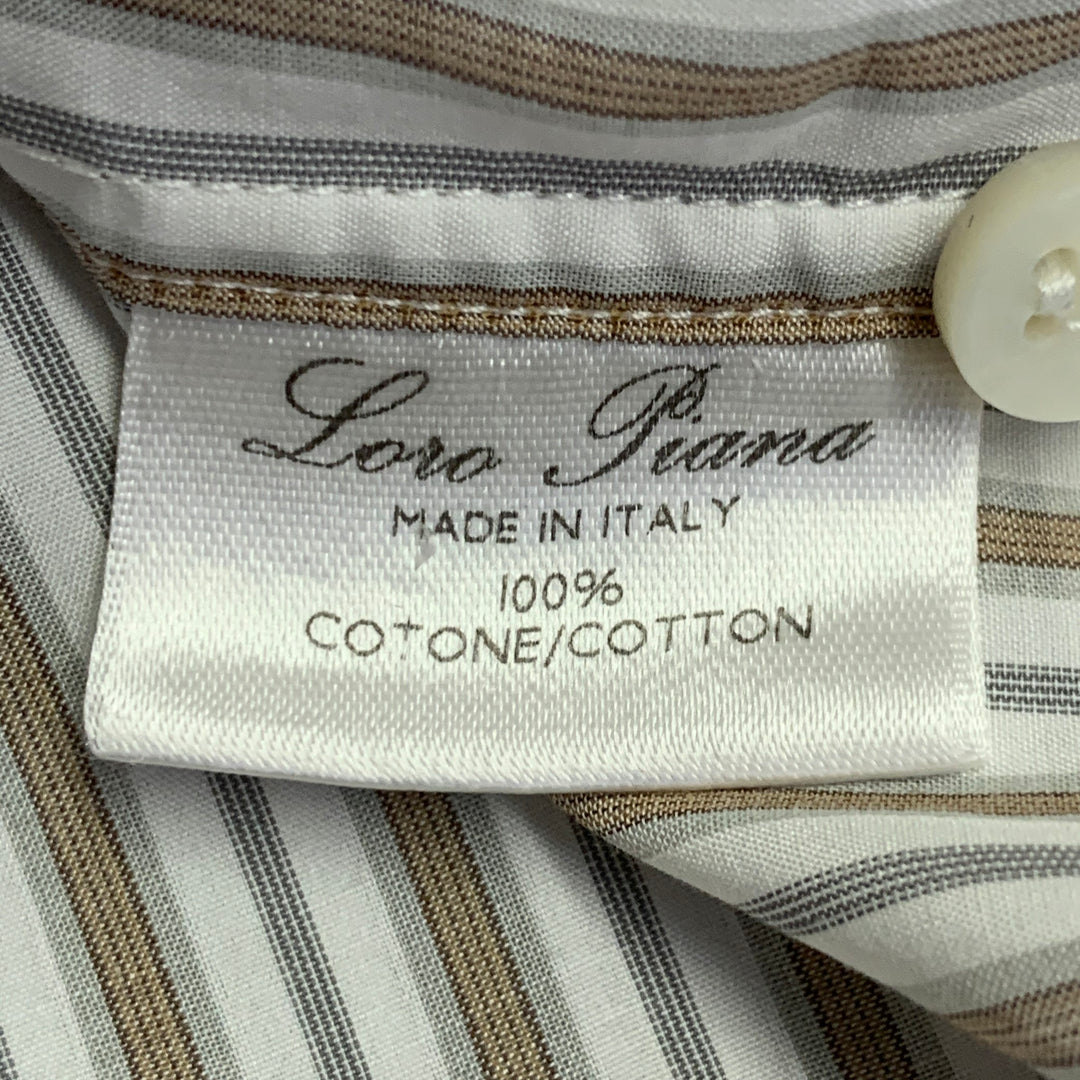 Loro Piana
MADE IN ITALY
100%
COTONE/COTTON